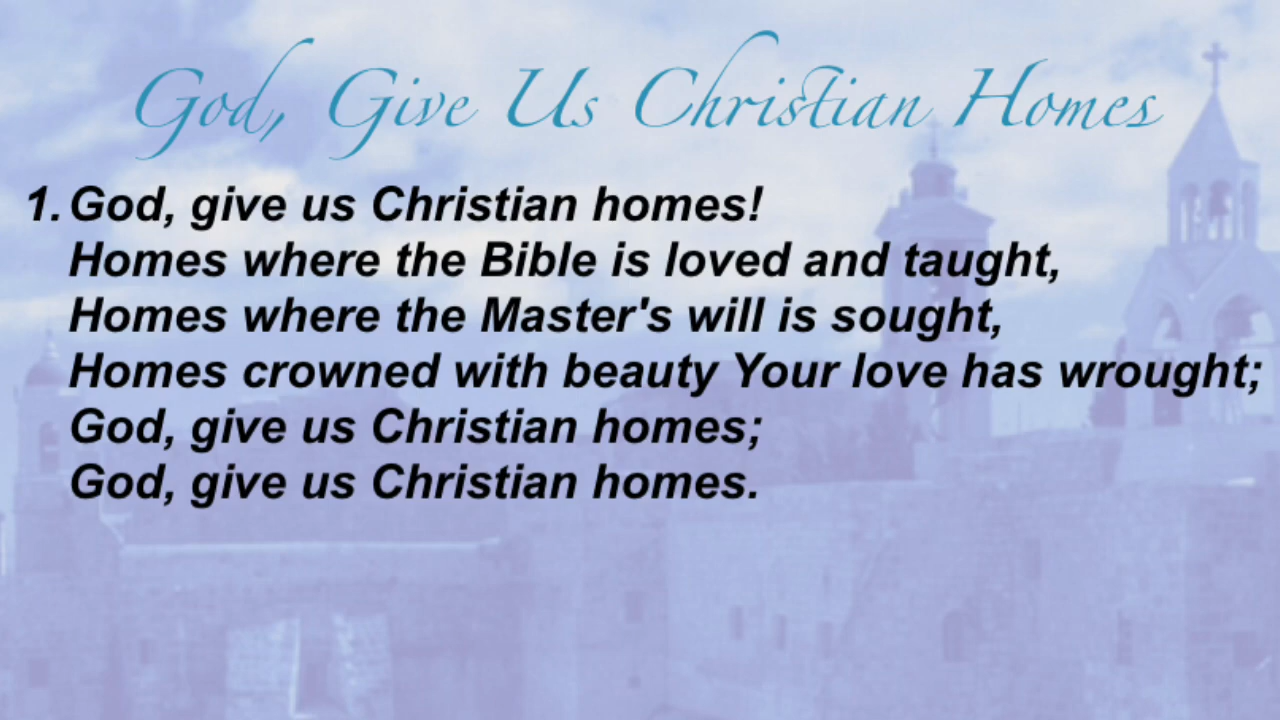 God, Give Us Christian Homes
1. God, give us Christian homes!
Homes where the Bible is loved and taught,
Homes where the Master's will is sought,
Homes crowned with beauty Your love has wrought;
God, give us Christian homes;
God, give us Christian homes.